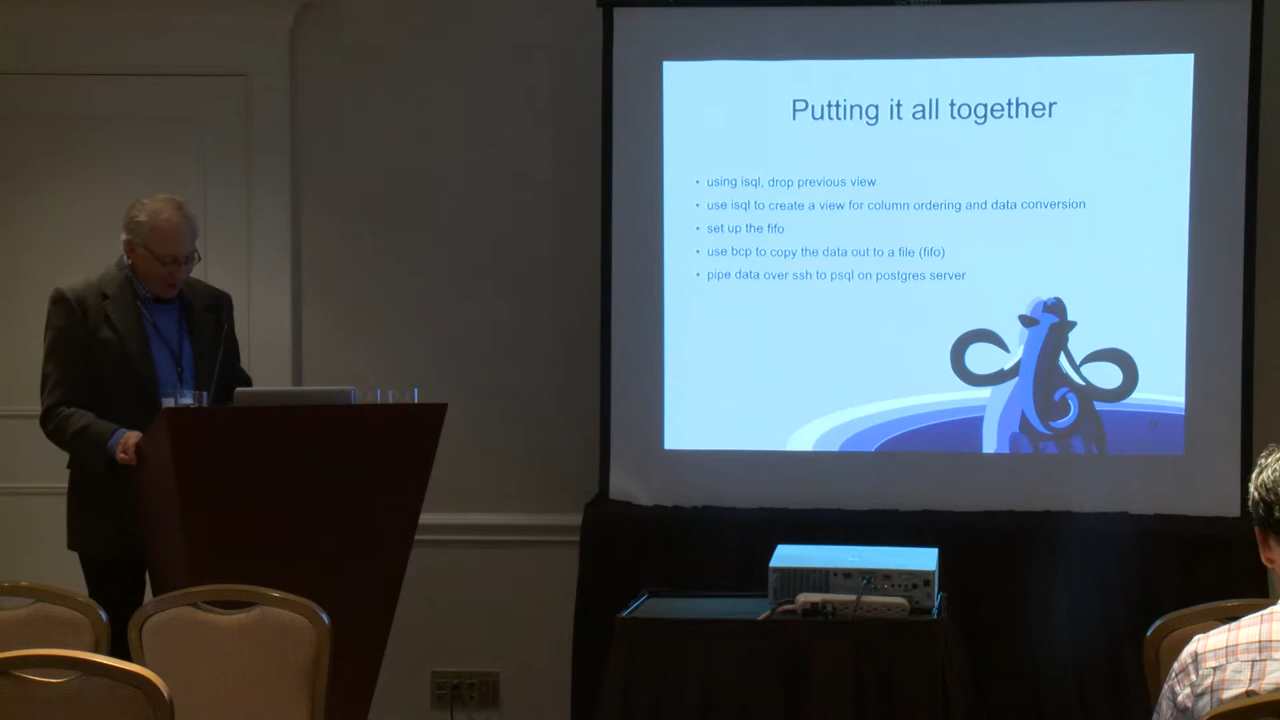 Putting it all together
• using isql, drop previous view
• use isql to create a view for column ordering and data conversion
• set up the fifo
• use bcp to copy the data out to a file (fifo)
• pipe data over ssh to psql on postgres server